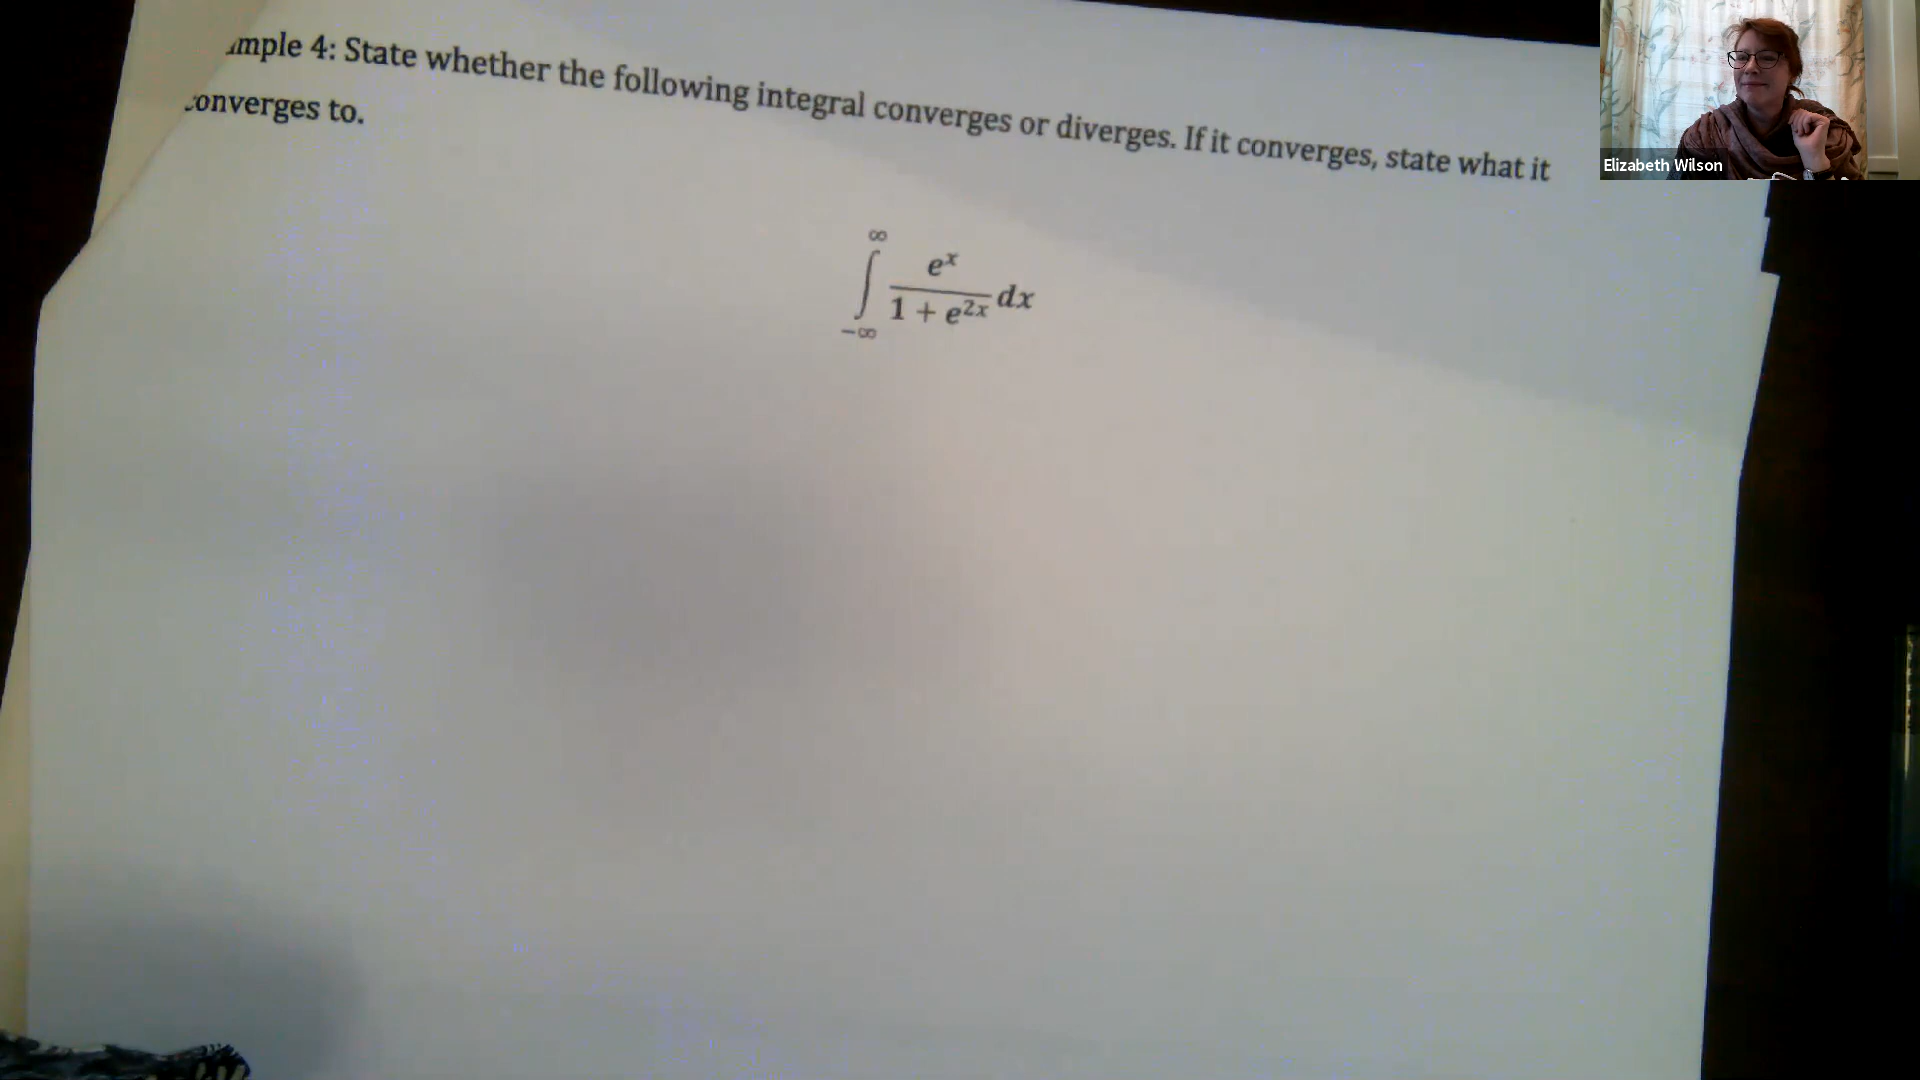 mple 4: State whether the following integral converges or diverges. If it converges, state what it
converges to.
∫_{-∞}^{∞} e^x / (1 + e^{2x}) dx
Elizabeth Wilson